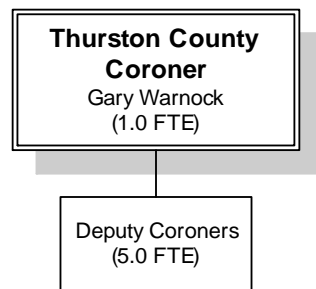 Thurston County
Coroner
Gary Warnock
(1.0 FTE)
Deputy Coroners
(5.0 FTE)